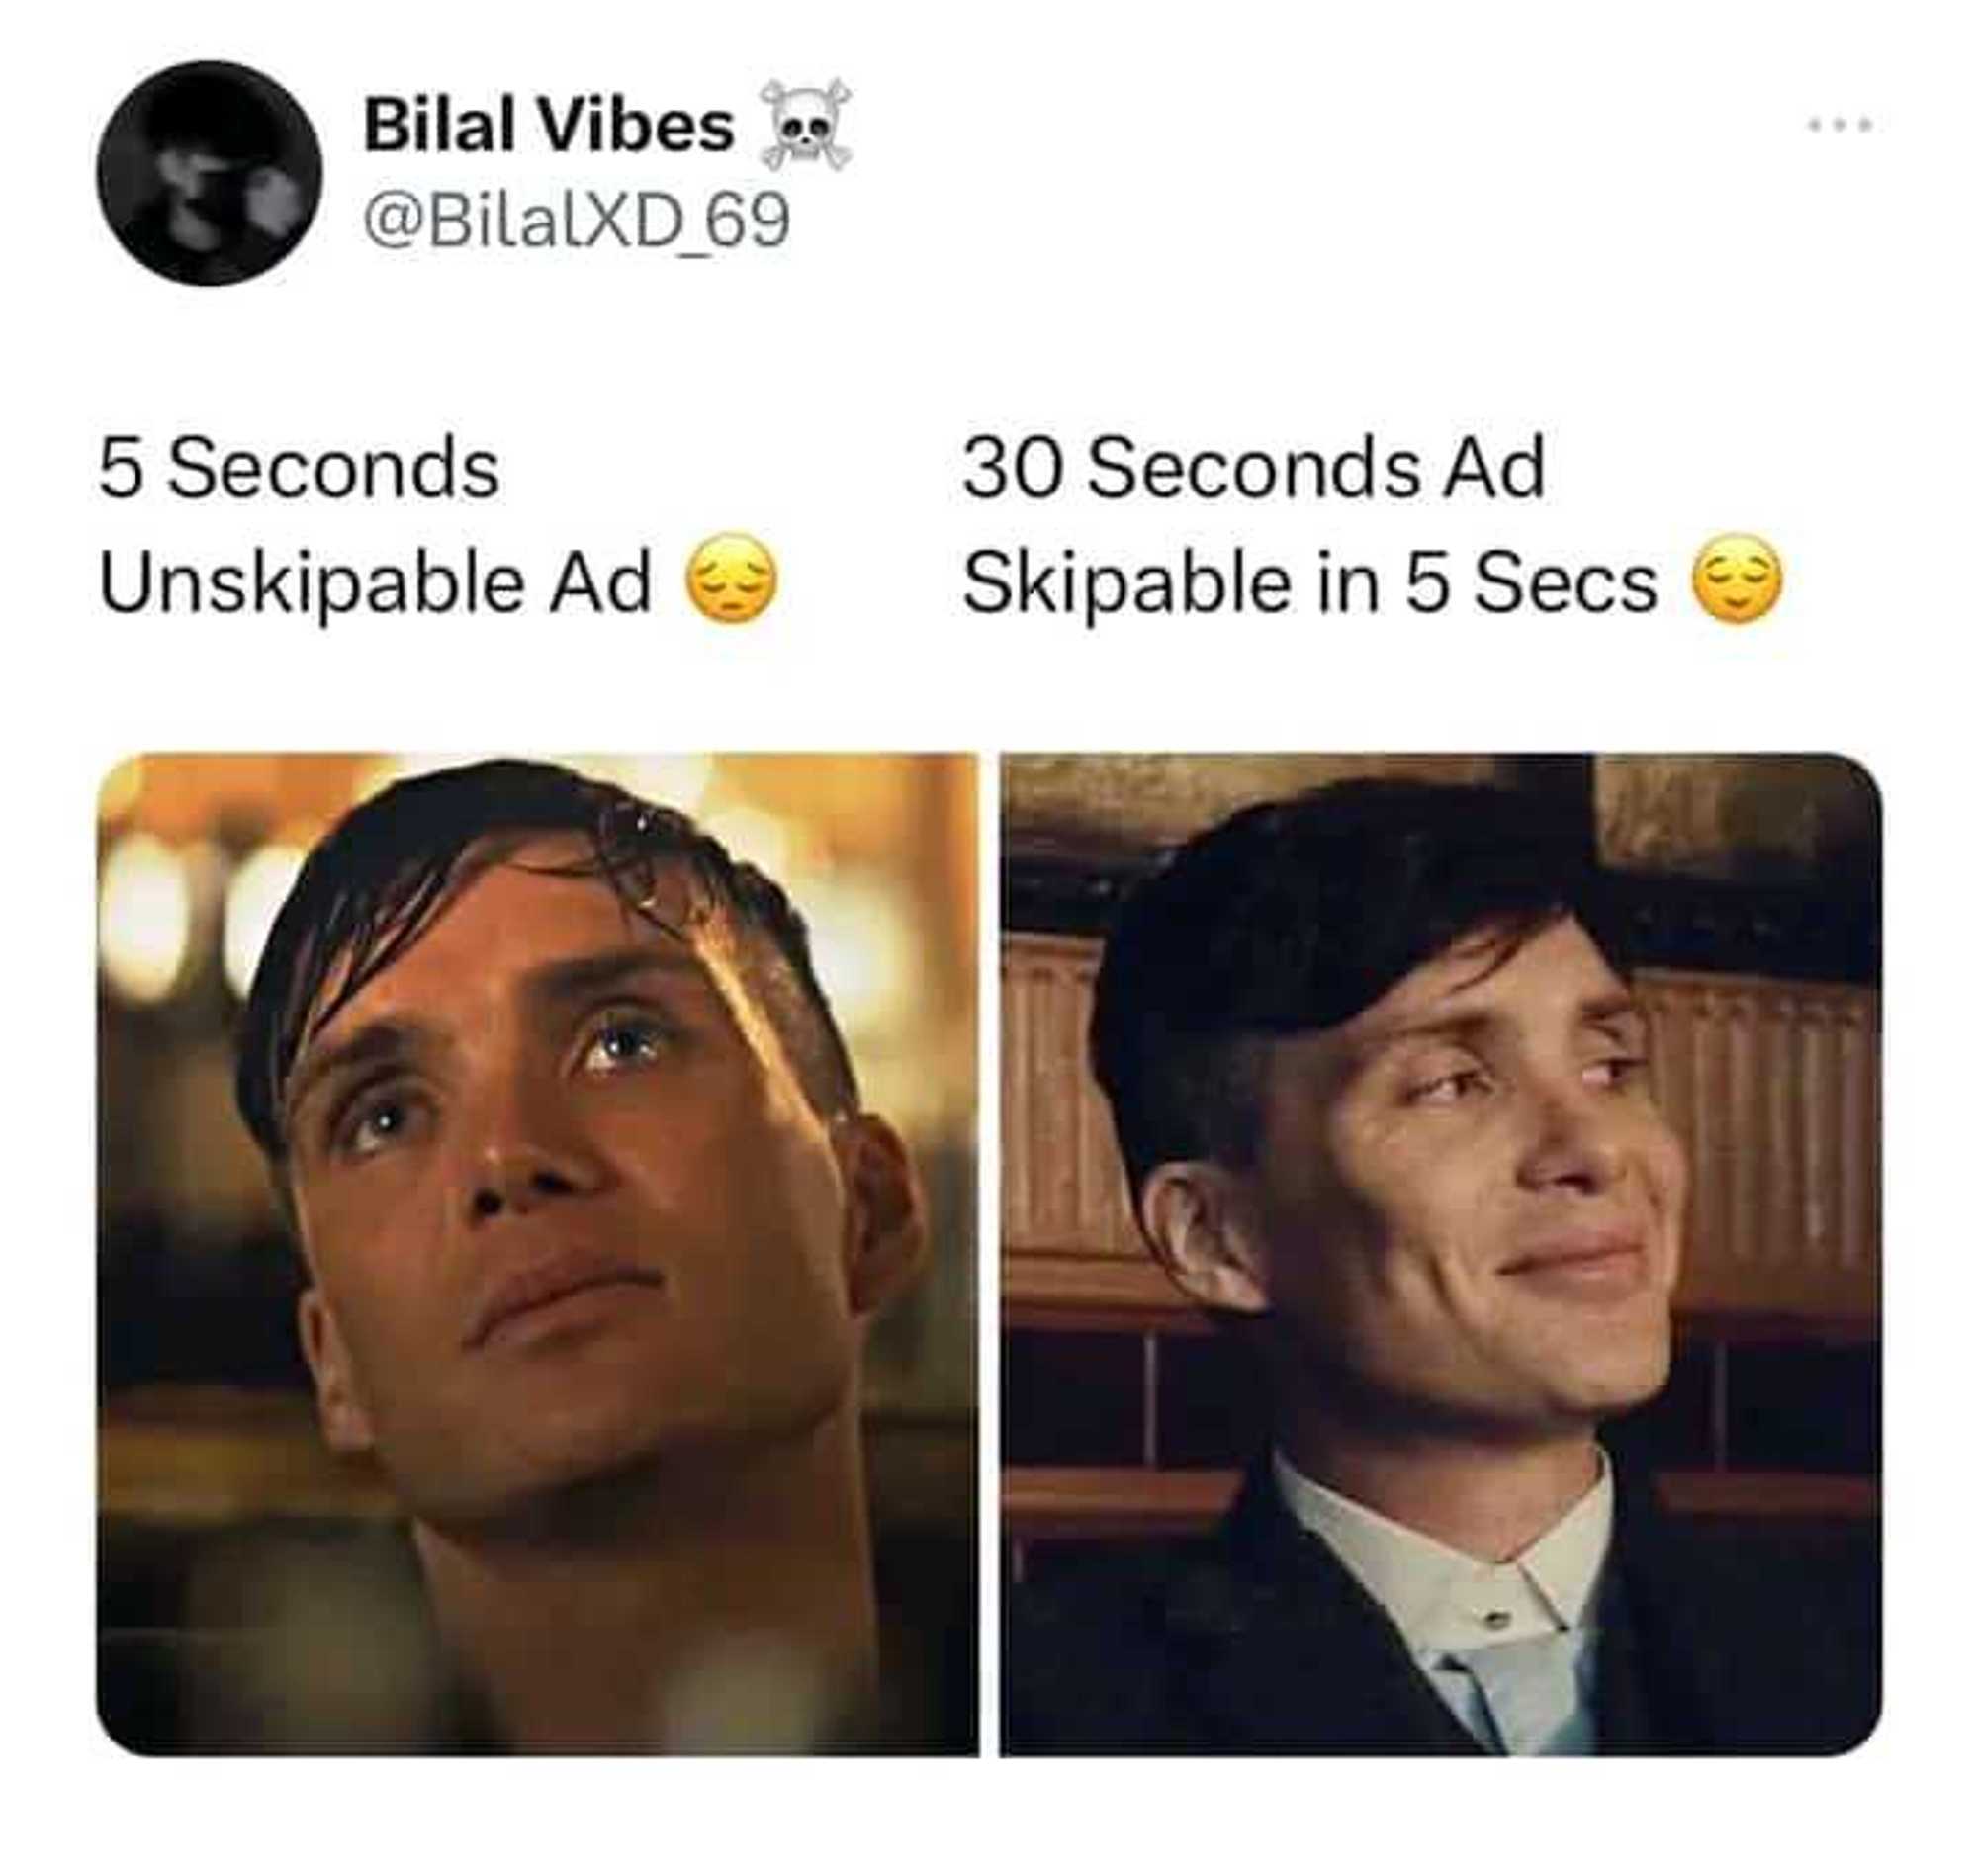 Bilal Vibes ☠️
@BilalXD_69
5 Seconds
Unskipable Ad 😔
30 Seconds Ad
Skipable in 5 Secs 😌